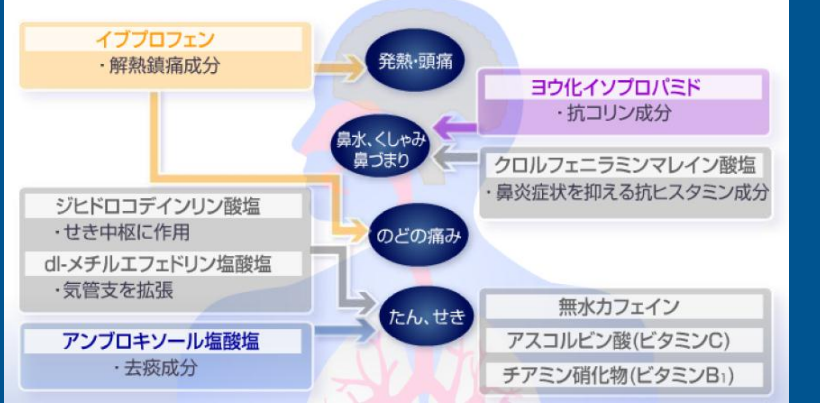 イブプロフェン
・解熱鎮痛成分
発熱・頭痛
ヨウ化イソプロパミド
・抗コリン成分
鼻水、くしゃみ
鼻づまり
クロルフェニラミンマレイン酸塩
・鼻炎症状を抑える抗ヒスタミン成分
ジヒドロコデインリン酸塩
・せき中枢に作用
dl-メチルエフェドリン塩酸塩
・気管支を拡張
のどの痛み
たん、せき
アンブロキソール塩酸塩
・去痰成分
無水カフェイン
アスコルビン酸(ビタミンC)
チアミン硝化物(ビタミンB1)